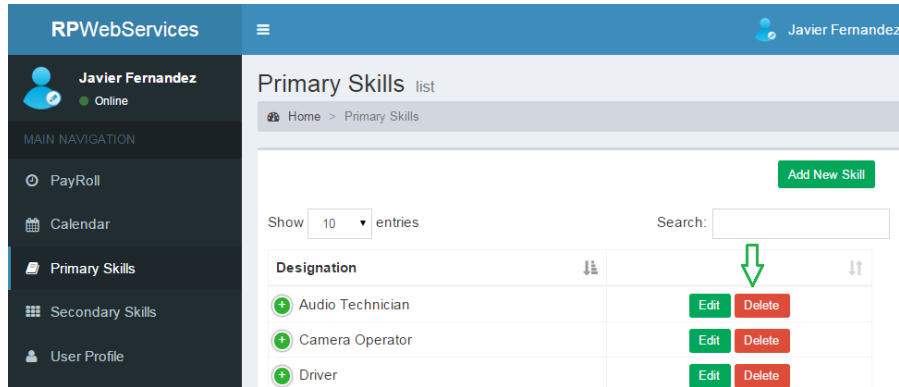 RPWebServices
Javier Fernandez
Javier Fernandez
Online
MAIN NAVIGATION
PayRoll
Calendar
Primary Skills
Secondary Skills
User Profile
Primary Skills list
Home > Primary Skills
Add New Skill
Show 10 entries Search:
Designation
Audio Technician Edit Delete
Camera Operator Edit Delete
Driver Edit Delete